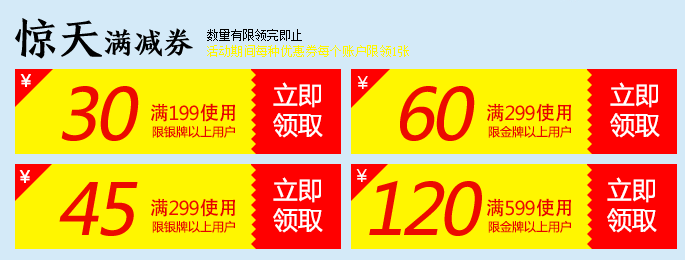 惊天满减券
数量有限领完即止
¥
30
满199使用
限银牌以上用户
立即
领取
¥
60
满299使用
限金牌以上用户
立即
领取
¥
45
满299使用
限银牌以上用户
立即
领取
¥
120
满599使用
限金牌以上用户
立即
领取